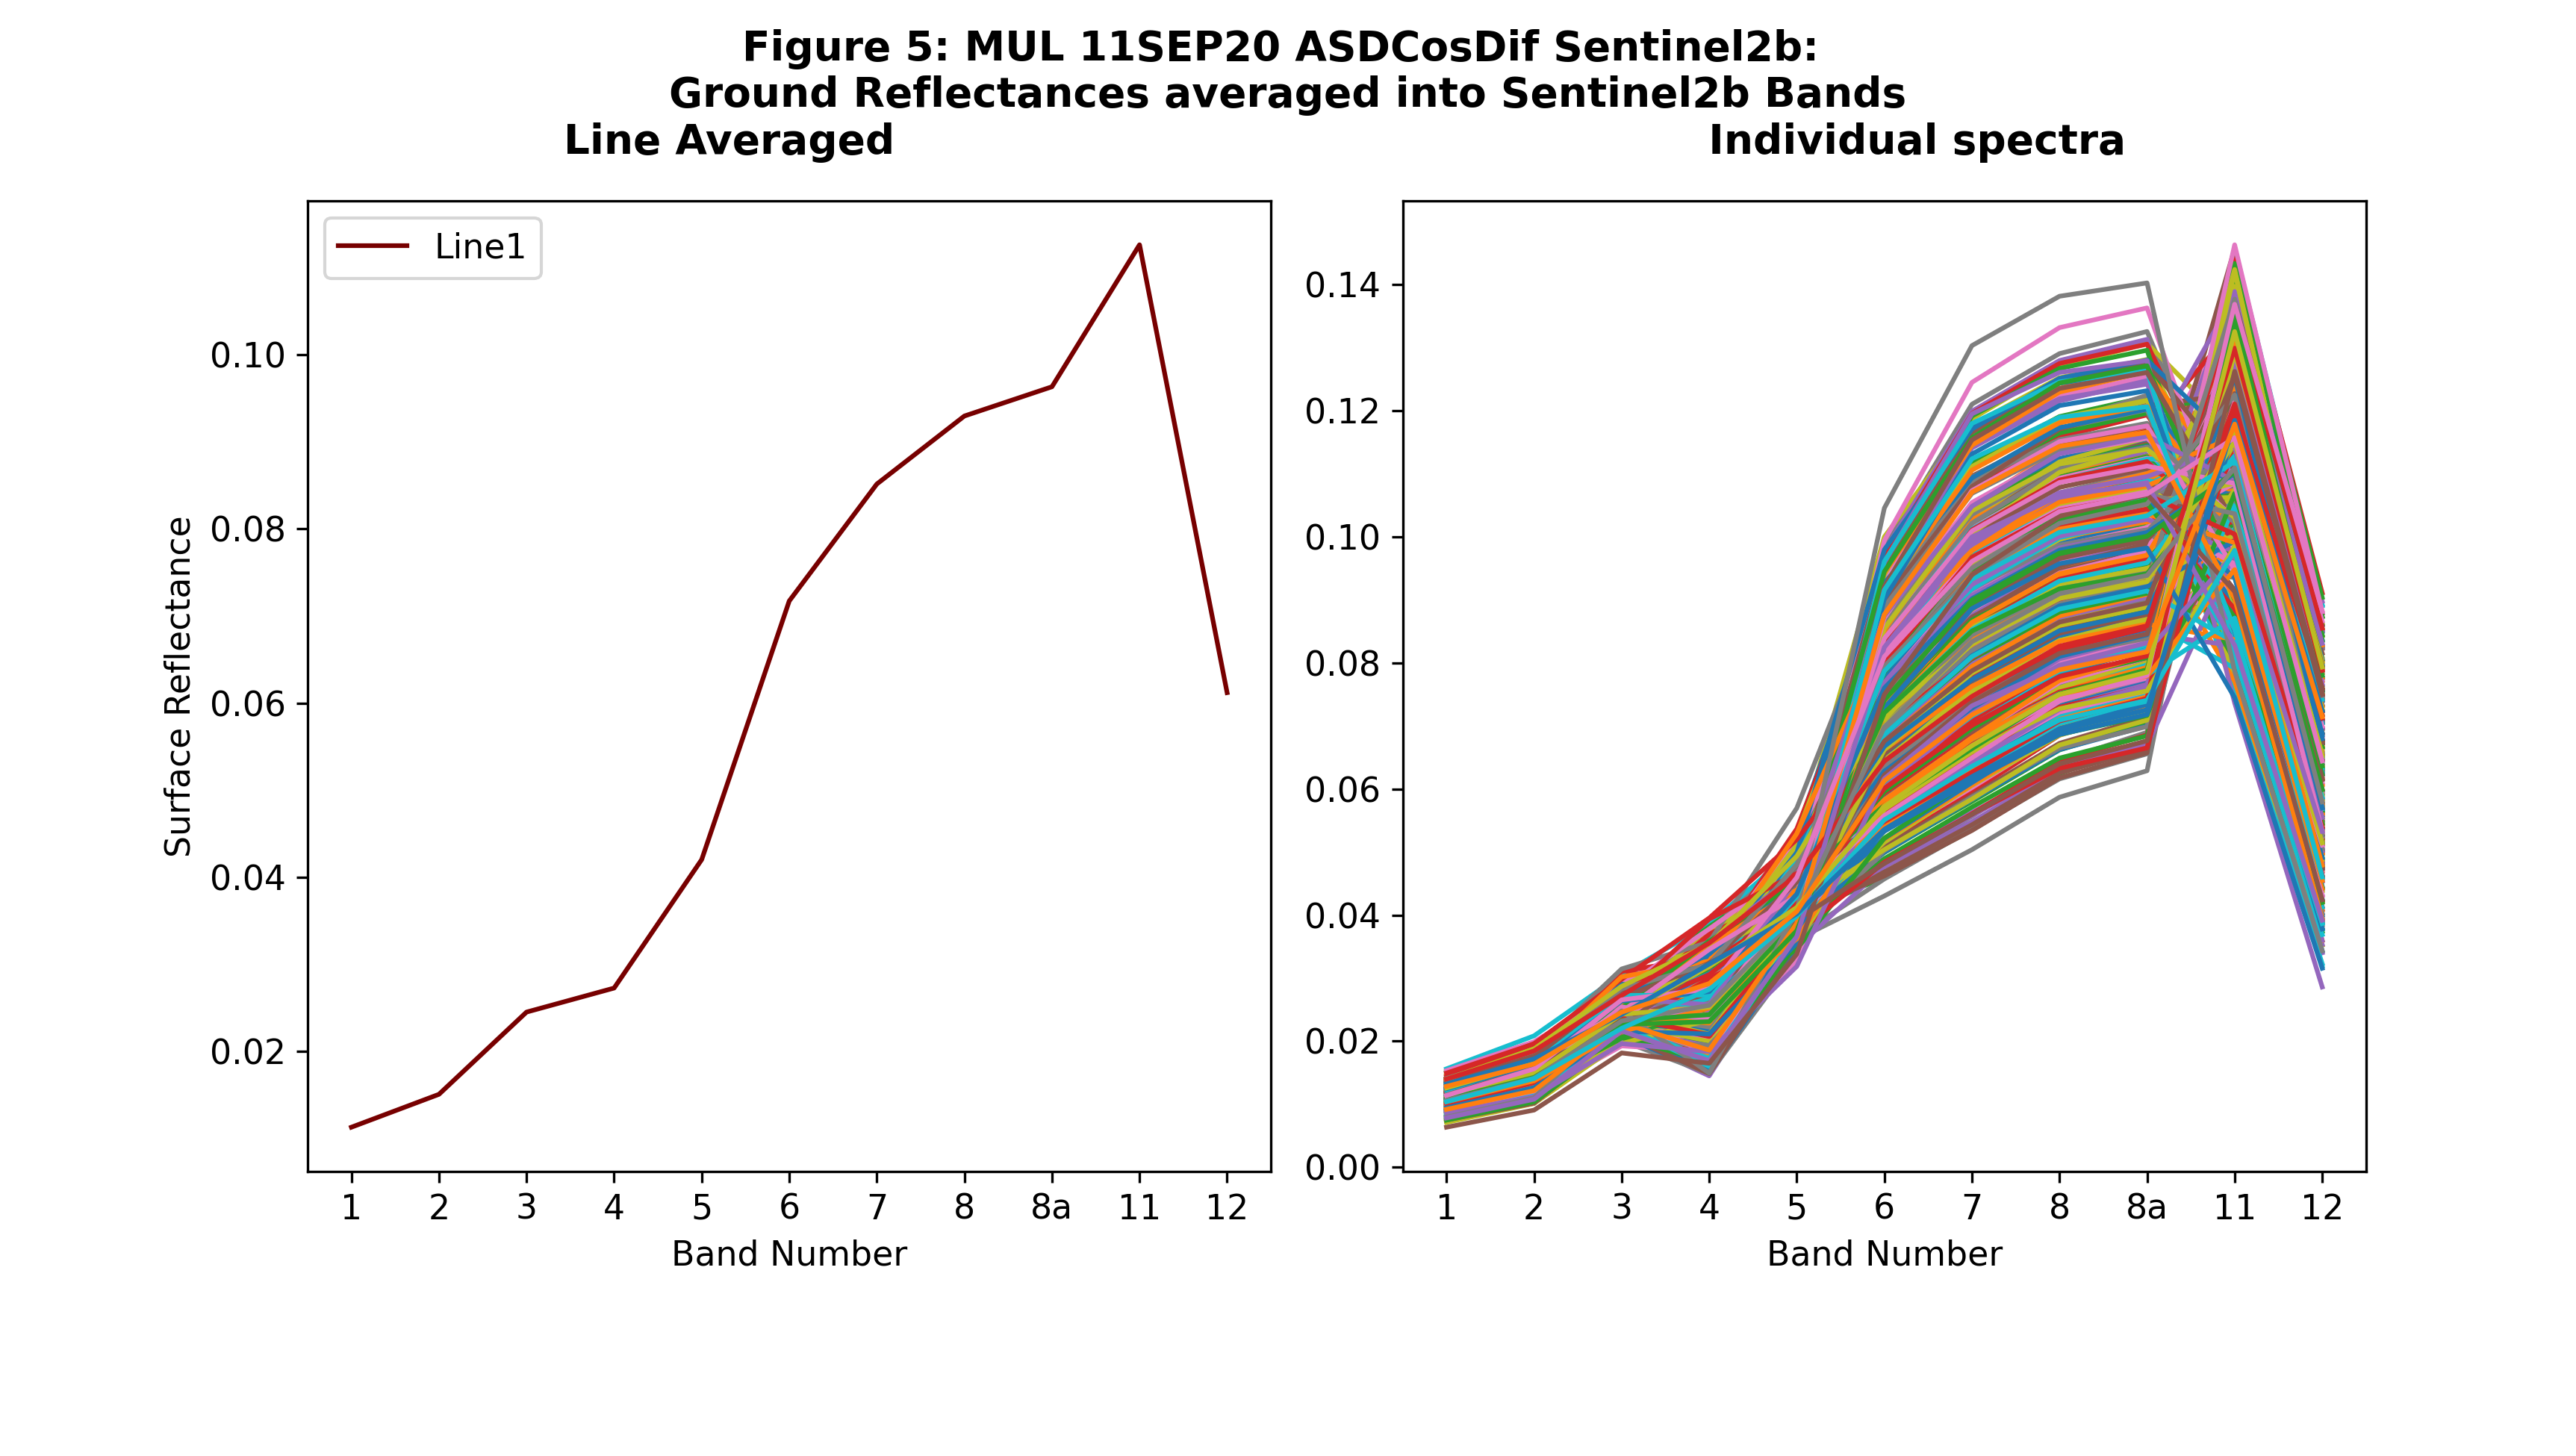 Figure 5: MUL 11SEP20 ASDCosDif Sentinel2b:
Ground Reflectances averaged into Sentinel2b Bands
Line Averaged Individual spectra
Line1
0.10
0.08
0.06
0.04
0.02
Surface Reflectance
1 2 3 4 5 6 7 8 8a 11 12
Band Number
0.14
0.12
0.10
0.08
0.06
0.04
0.02
0.00
1 2 3 4 5 6 7 8 8a 11 12
Band Number